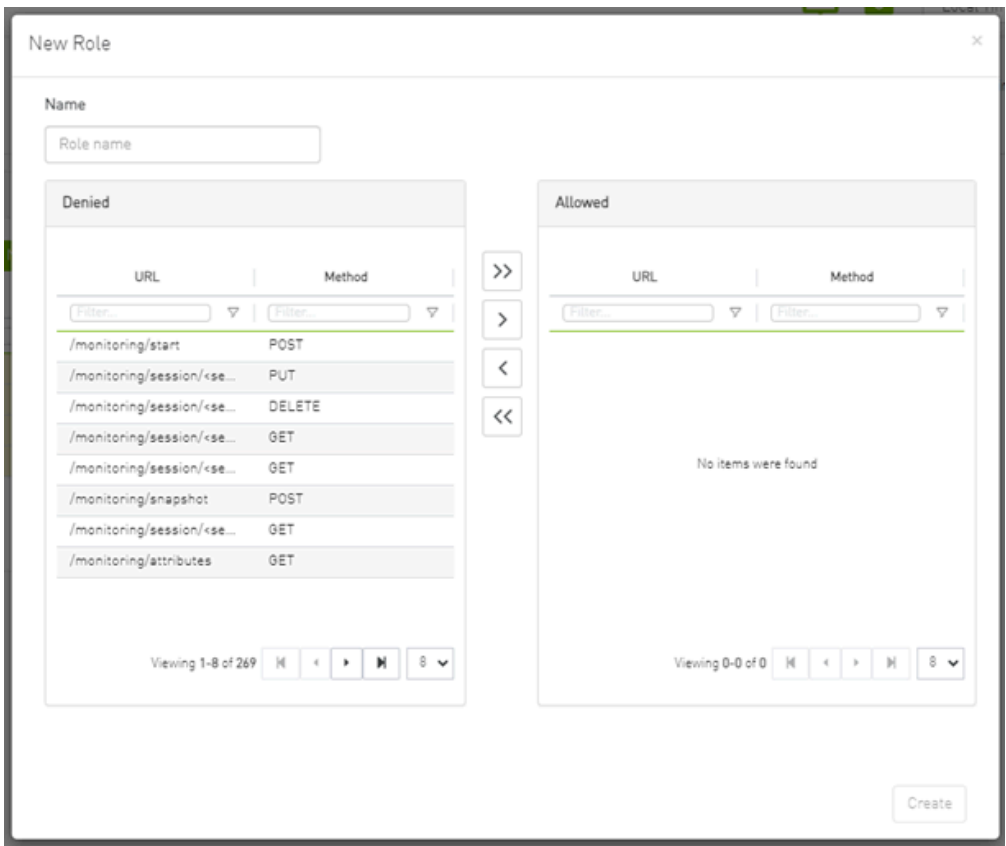 New Role ×
Name
Role name
Denied
Allowed
URL Method
URL Method
Filter... Filter...
Filter... Filter...
/monitoring/start POST
/monitoring/session/<se... PUT
/monitoring/session/<se... DELETE
/monitoring/session/<se... GET
/monitoring/session/<se... GET
/monitoring/snapshot POST
/monitoring/session/<se... GET
/monitoring/attributes GET
>>
>
<
<<
No items were found
Viewing 1-8 of 269 8
Viewing 0-0 of 0 8
Create